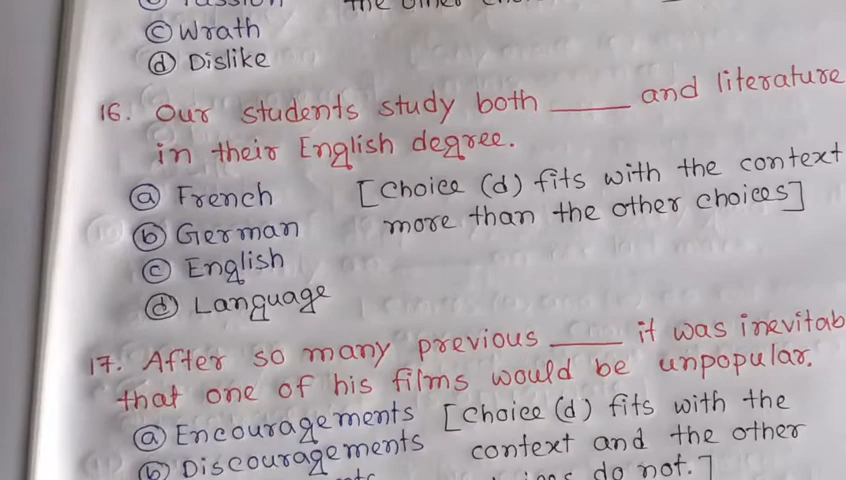 ⓒ Wrath
ⓓ Dislike
16. Our students study both ____ and literature
in their English degree.
ⓐ French [Choice (d) fits with the context
ⓑ German more than the other choices]
ⓒ English
ⓓ Language
17. After so many previous ____ it was inevitab
that one of his films would be unpopular.
ⓐ Encouragements [Choice (d) fits with the
ⓑ Discouragements context and the other
do not.]